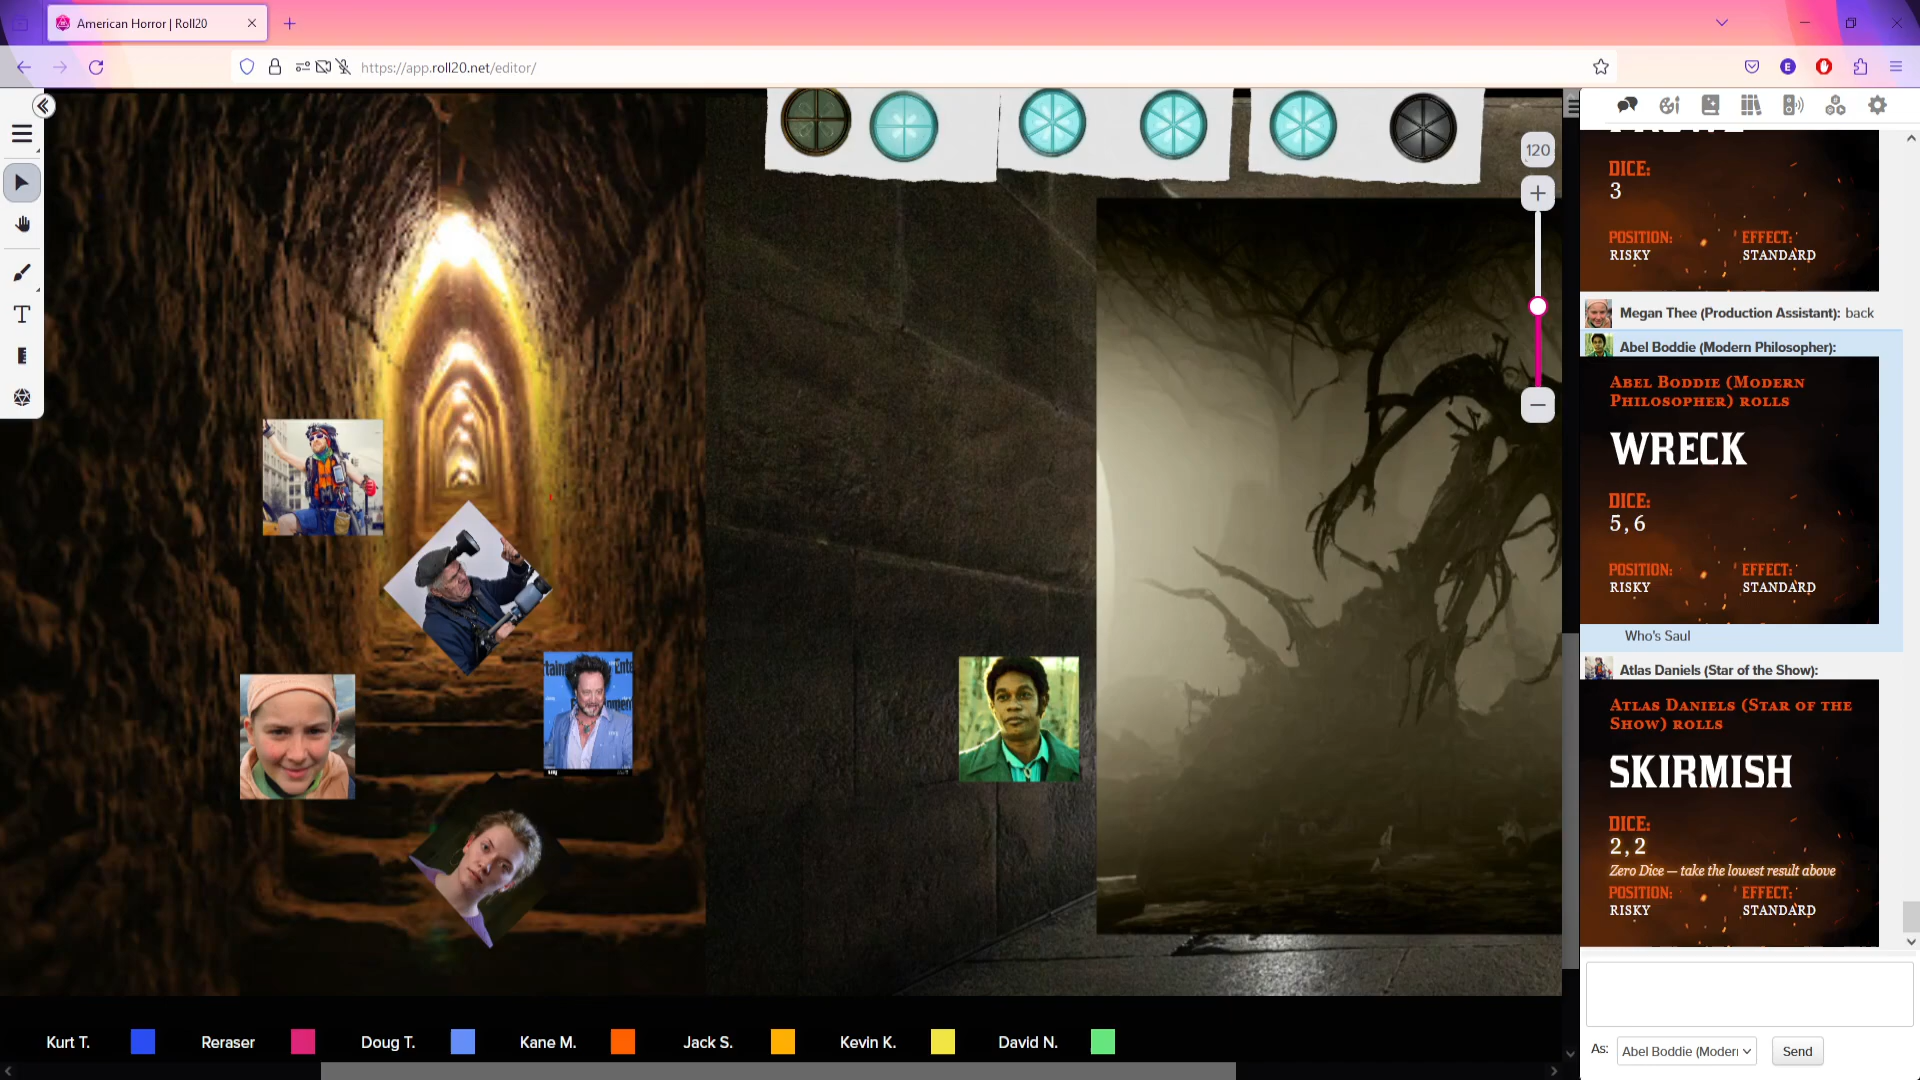 American Horror | Roll20
https://app.roll20.net/editor/
E
120
DICE:
3
POSITION:
EFFECT:
RISKY
STANDARD
Megan Thee (Production Assistant): back
Abel Boddie (Modern Philosopher):
Abel Boddie (Modern
Philosopher) rolls
WRECK
DICE:
5, 6
POSITION:
EFFECT:
RISKY
STANDARD
Who's Saul
Atlas Daniels (Star of the Show):
Atlas Daniels (Star of the
Show) rolls
SKIRMISH
DICE:
2, 2
Zero Dice — take the lowest result above
POSITION:
EFFECT:
RISKY
STANDARD
As:
Abel Boddie (Moder
Send
Kurt T.
Reraser
Doug T.
Kane M.
Jack S.
Kevin K.
David N.